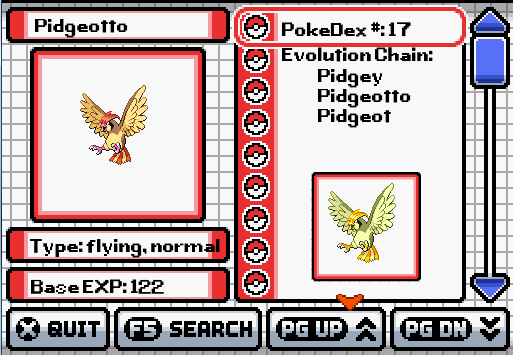 Pidgeotto
PokeDex #:17
Evolution Chain:
Pidgey
Pidgeotto
Pidgeot
Type: flying, normal
Base EXP: 122
X QUIT
F5 SEARCH
PG UP
PG DN